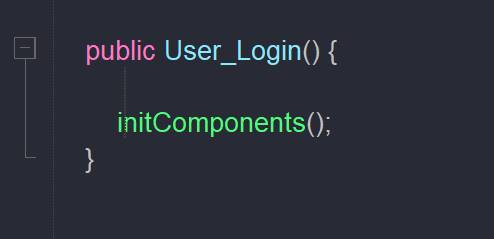 public User_Login() {
initComponents();
}